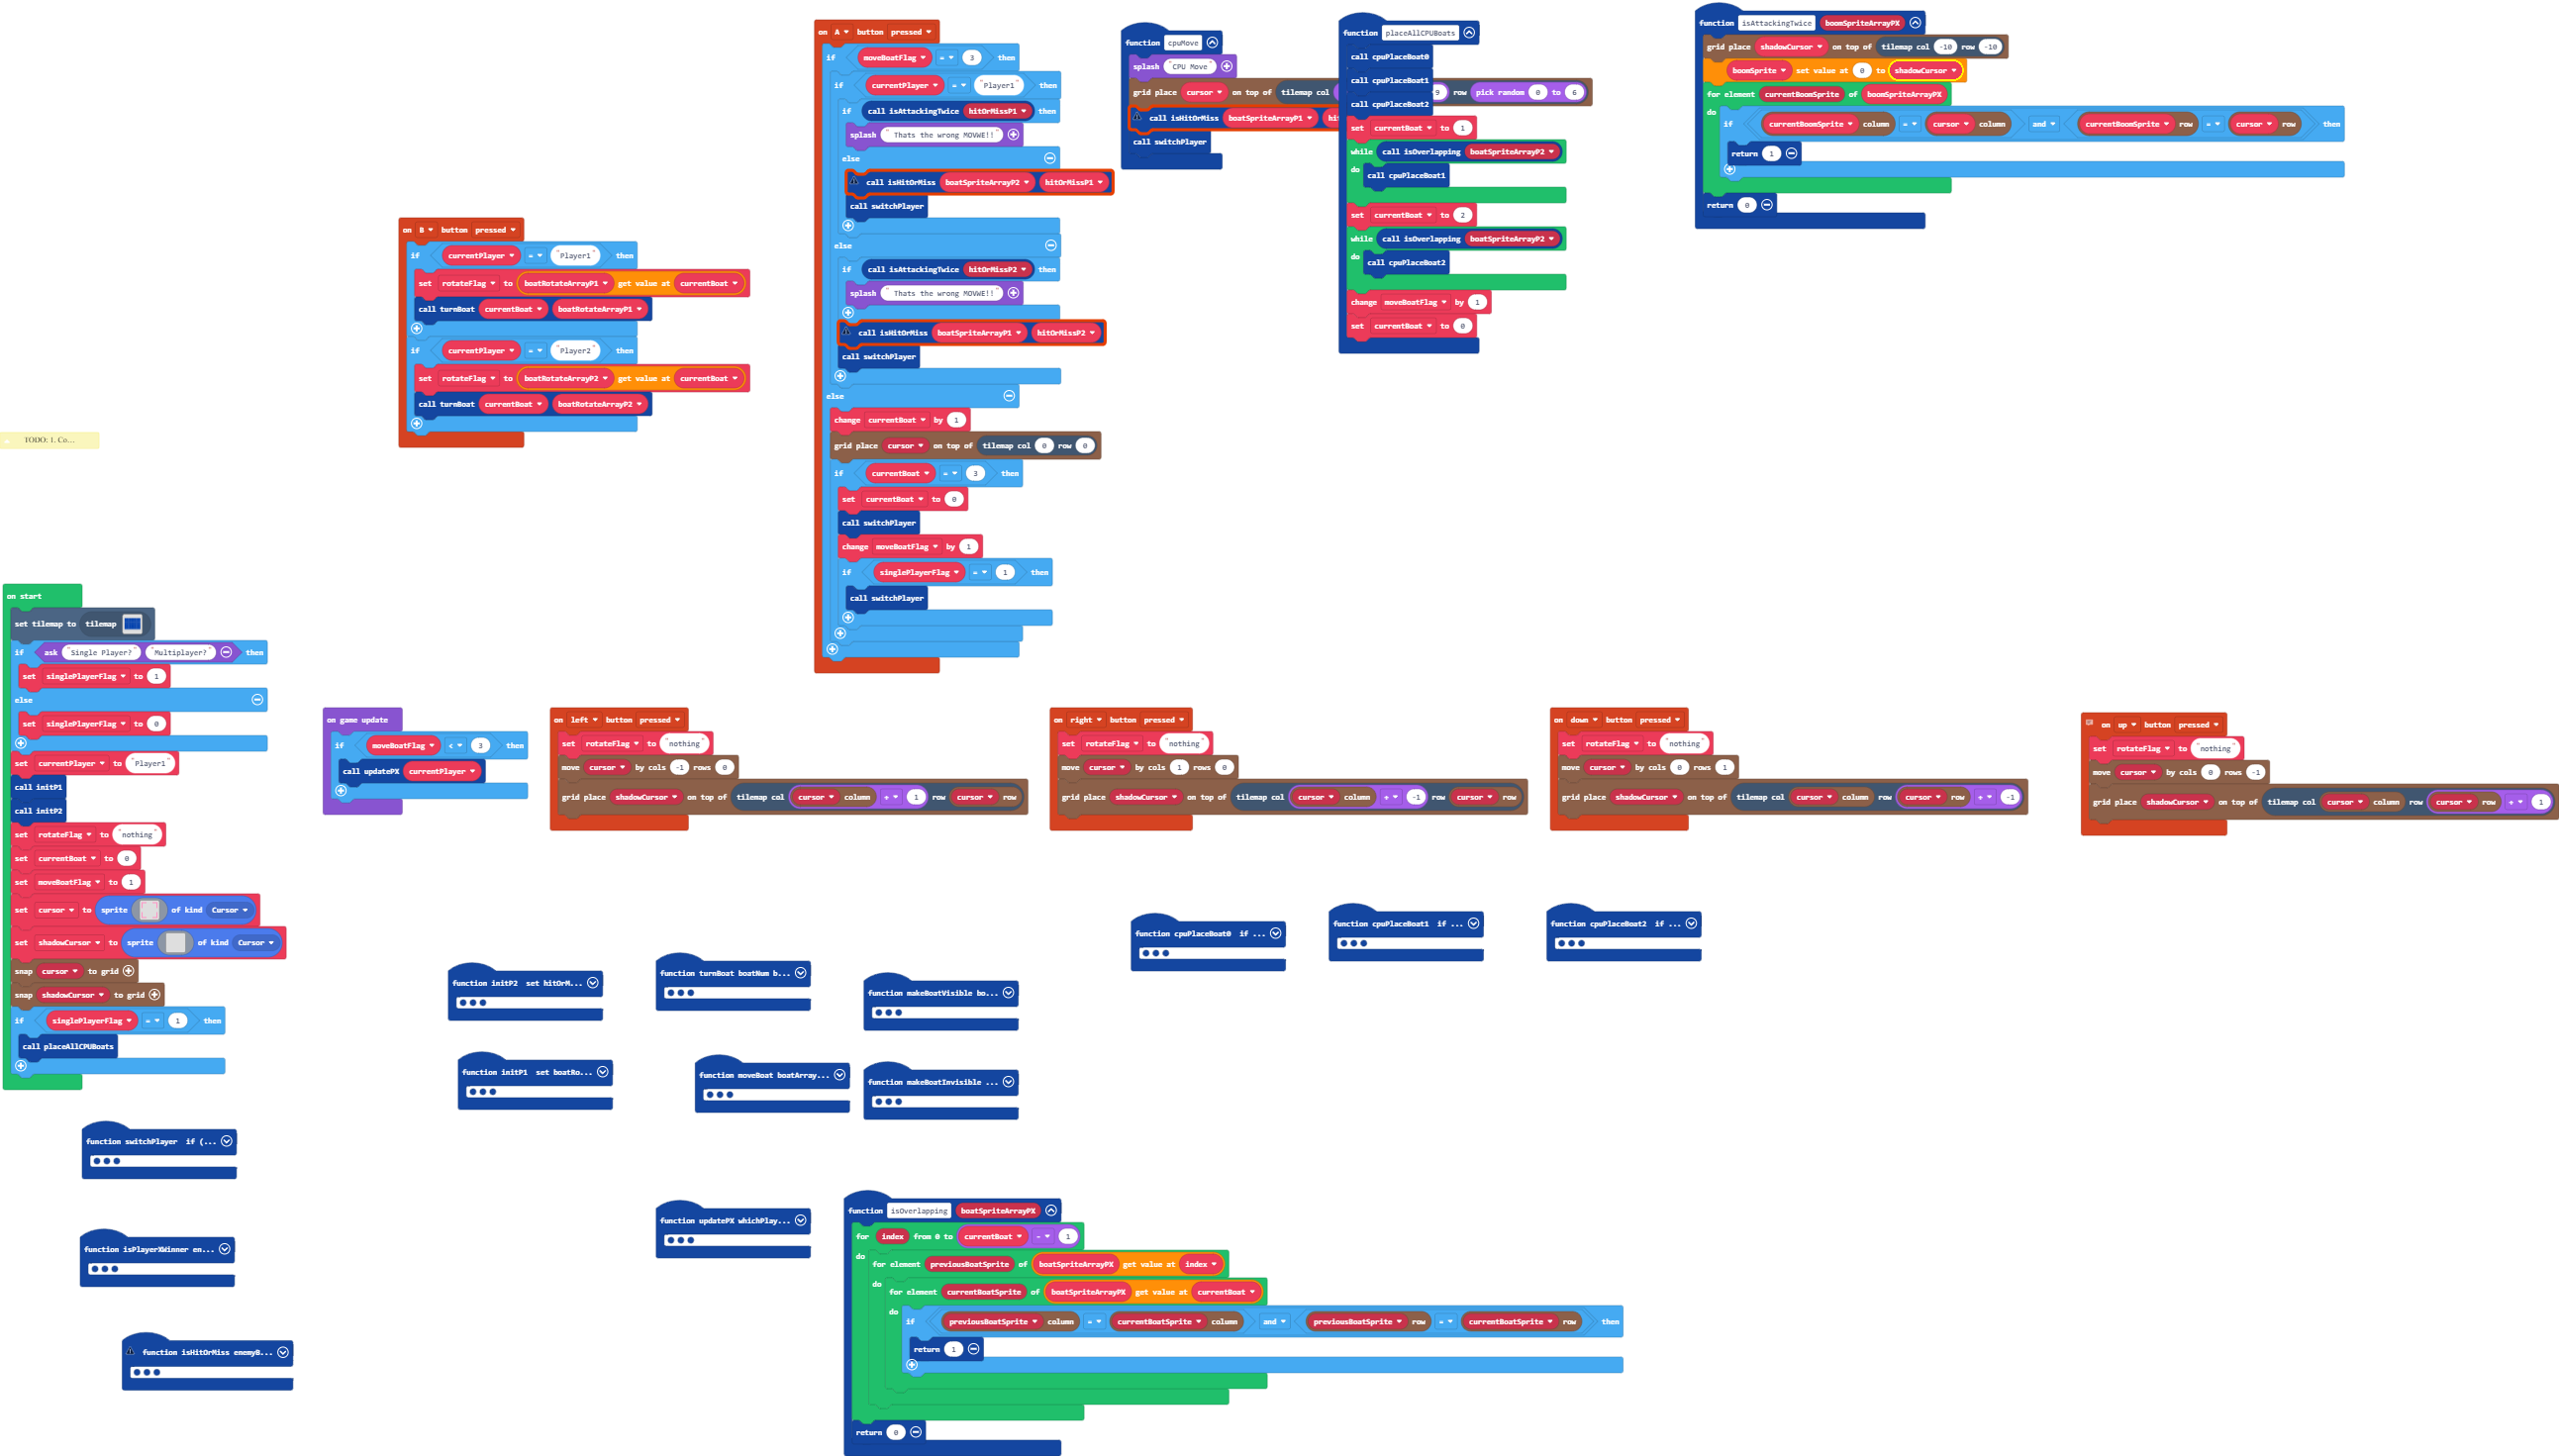 on A button pressed
if moveBoatFlag = 3 then
if currentPlayer = "Player1" then
if call isAttackingTwice hitOrMissP1 then
splash "Thats the wrong MOVWE!!"
else
call isHitOrMiss boatSpriteArrayP2 hitOrMissP1
call switchPlayer
else
if call isAttackingTwice hitOrMissP2 then
splash "Thats the wrong MOVWE!!"
call isHitOrMiss boatSpriteArrayP1 hitOrMissP2
call switchPlayer
else
change currentBoat by 1
grid place cursor on top of tilemap col 0 row 0
if currentBoat = 3 then
set currentBoat to 0
call switchPlayer
change moveBoatFlag by 1
if singlePlayerFlag = 1 then
call switchPlayer
function cpuMove
splash "CPU Move"
grid place cursor on top of tilemap col 9 row pick random 0 to 6
call isHitOrMiss boatSpriteArrayP1 hi
call switchPlayer
function placeAllCPUBoats
call cpuPlaceBoat0
call cpuPlaceBoat1
call cpuPlaceBoat2
set currentBoat to 1
while call isOverlapping boatSpriteArrayP2
do call cpuPlaceBoat1
set currentBoat to 2
while call isOverlapping boatSpriteArrayP2
do call cpuPlaceBoat2
change moveBoatFlag by 1
set currentBoat to 0
function isAttackingTwice boomSpriteArrayPX
grid place shadowCursor on top of tilemap col -10 row -10
boomSprite set value at 0 to shadowCursor
for element currentBoomSprite of boomSpriteArrayPX
do
if currentBoomSprite column = cursor column and currentBoomSprite row = cursor row then
return 1
return 0
on B button pressed
if currentPlayer = "Player1" then
set rotateFlag to boatRotateArrayP1 get value at currentBoat
call turnBoat currentBoat boatRotateArrayP1
if currentPlayer = "Player2" then
set rotateFlag to boatRotateArrayP2 get value at currentBoat
call turnBoat currentBoat boatRotateArrayP2
TODO: 1. Co...
on start
set tilemap to tilemap
if ask "Single Player?" "Multiplayer?" then
set singlePlayerFlag to 1
else
set singlePlayerFlag to 0
set currentPlayer to "Player1"
call initP1
call initP2
set rotateFlag to "nothing"
set currentBoat to 0
set moveBoatFlag to 1
set cursor to sprite of kind Cursor
set shadowCursor to sprite of kind Cursor
snap cursor to grid
snap shadowCursor to grid
if singlePlayerFlag = 1 then
call placeAllCPUBoats
on game update
if moveBoatFlag < 3 then
call updatePX currentPlayer
on left button pressed
set rotateFlag to "nothing"
move cursor by cols -1 rows 0
grid place shadowCursor on top of tilemap col cursor column + 1 row cursor row
on right button pressed
set rotateFlag to "nothing"
move cursor by cols 1 rows 0
grid place shadowCursor on top of tilemap col cursor column + -1 row cursor row
on down button pressed
set rotateFlag to "nothing"
move cursor by cols 0 rows 1
grid place shadowCursor on top of tilemap col cursor column row cursor row + -1
on up button pressed
set rotateFlag to "nothing"
move cursor by cols 0 rows -1
grid place shadowCursor on top of tilemap col cursor column row cursor row + 1
function cpuPlaceBoat0 if ...
function cpuPlaceBoat1 if ...
function cpuPlaceBoat2 if ...
function initP2 set hitOrM...
function turnBoat boatNum b...
function makeBoatVisible bo...
function initP1 set boatRo...
function moveBoat boatArray...
function makeBoatInvisible ...
function switchPlayer if (...
function updatePX whichPlay...
function isPlayerXWinner en...
function isHitOrMiss enemyB...
function isOverlapping boatSpriteArrayPX
for index from 0 to currentBoat - 1
do
for element previousBoatSprite of boatSpriteArrayPX get value at index
do
for element currentBoatSprite of boatSpriteArrayPX get value at currentBoat
do
if previousBoatSprite column = currentBoatSprite column and previousBoatSprite row = currentBoatSprite row then
return 1
return 0